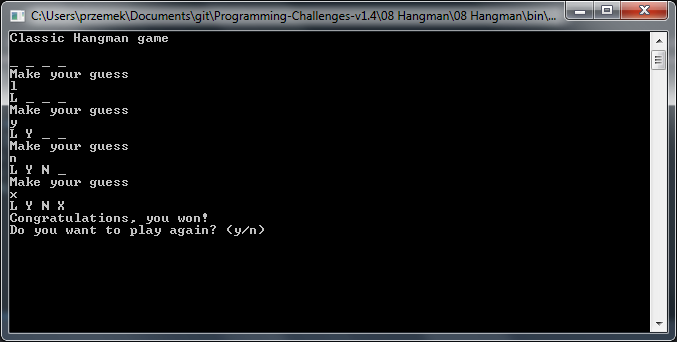 C:\Users\przemek\Documents\git\Programming-Challenges-v1.4\08 Hangman\08 Hangman\bin\...
Classic Hangman game
_ _ _ _
Make your guess
l
L _ _ _
Make your guess
y
L Y _ _
Make your guess
n
L Y N _
Make your guess
x
L Y N X
Congratulations, you won!
Do you want to play again? (y/n)